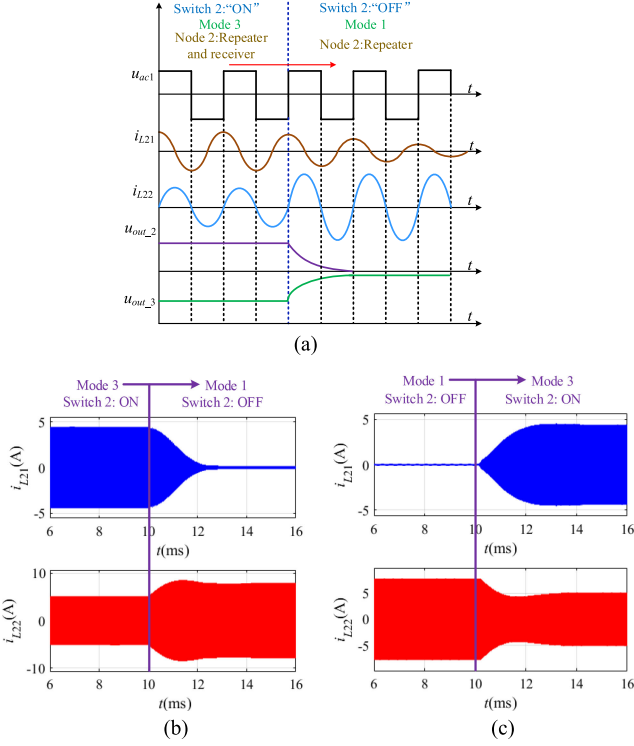 Switch 2:“ON” Switch 2:“OFF”
Mode 3 Mode 1
Node 2:Repeater and receiver Node 2:Repeater
u_ac1 t
i_L21 t
i_L22 t
u_out_2
t
u_out_3
t
(a)
Mode 3 Mode 1
Switch 2: ON Switch 2: OFF
5
0
-5
i_L21(A)
6 8 10 12 14 16
t(ms)
10
0
-10
i_L22(A)
6 8 10 12 14 16
t(ms)
(b)
Mode 1 Mode 3
Switch 2: OFF Switch 2: ON
5
0
-5
i_L21(A)
6 8 10 12 14 16
t(ms)
5
0
-5
i_L22(A)
6 8 10 12 14 16
t(ms)
(c)